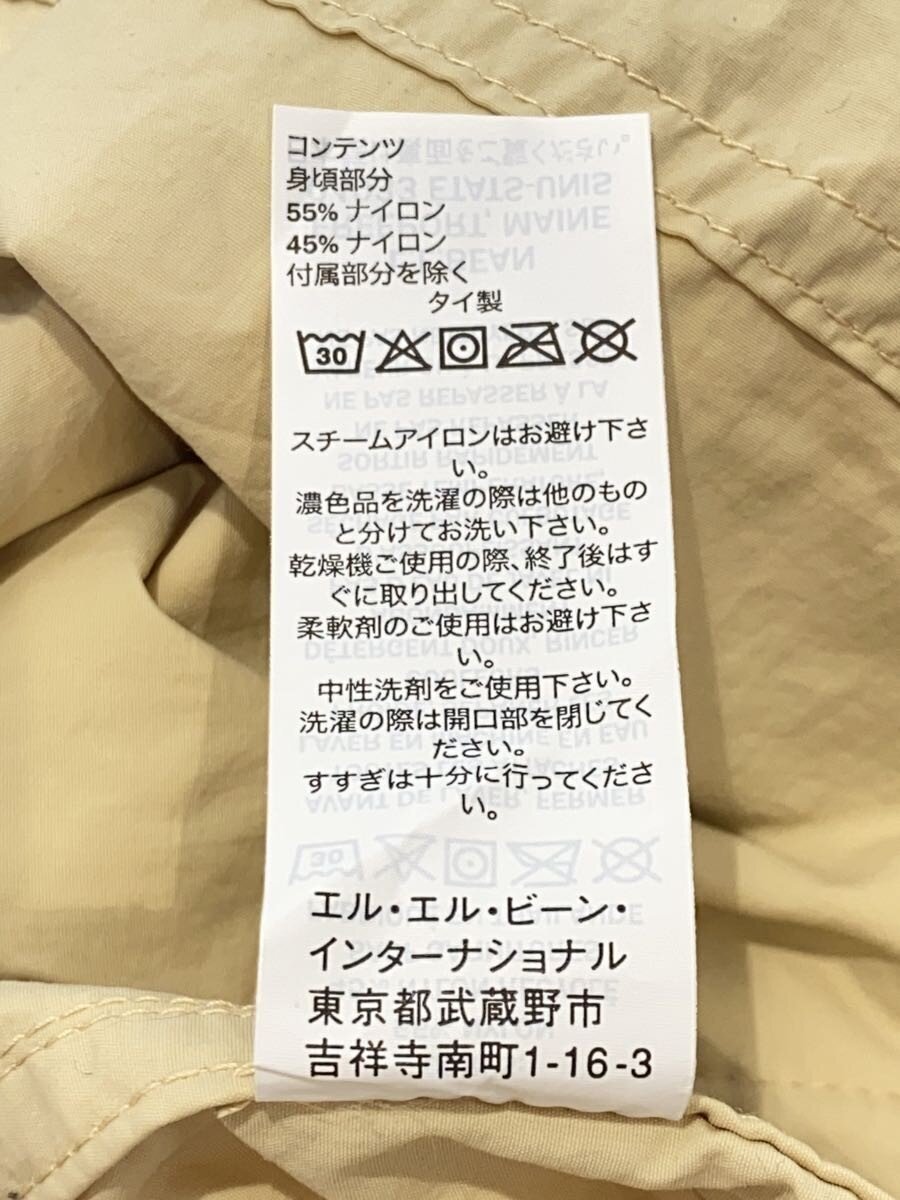 コンテンツ
身頃部分
55% ナイロン
45% ナイロン
付属部分を除く
タイ製
30
スチームアイロンはお避け下さ
い。
濃色品を洗濯の際は他のもの
と分けてお洗い下さい。
乾燥機ご使用の際、終了後はす
ぐに取り出してください。
柔軟剤のご使用はお避け下さ
い。
中性洗剤をご使用下さい。
洗濯の際は開口部を閉じてく
ださい。
すすぎは十分に行ってくださ
い。
エル・エル・ビーン・
インターナショナル
東京都武蔵野市
吉祥寺南町1-16-3